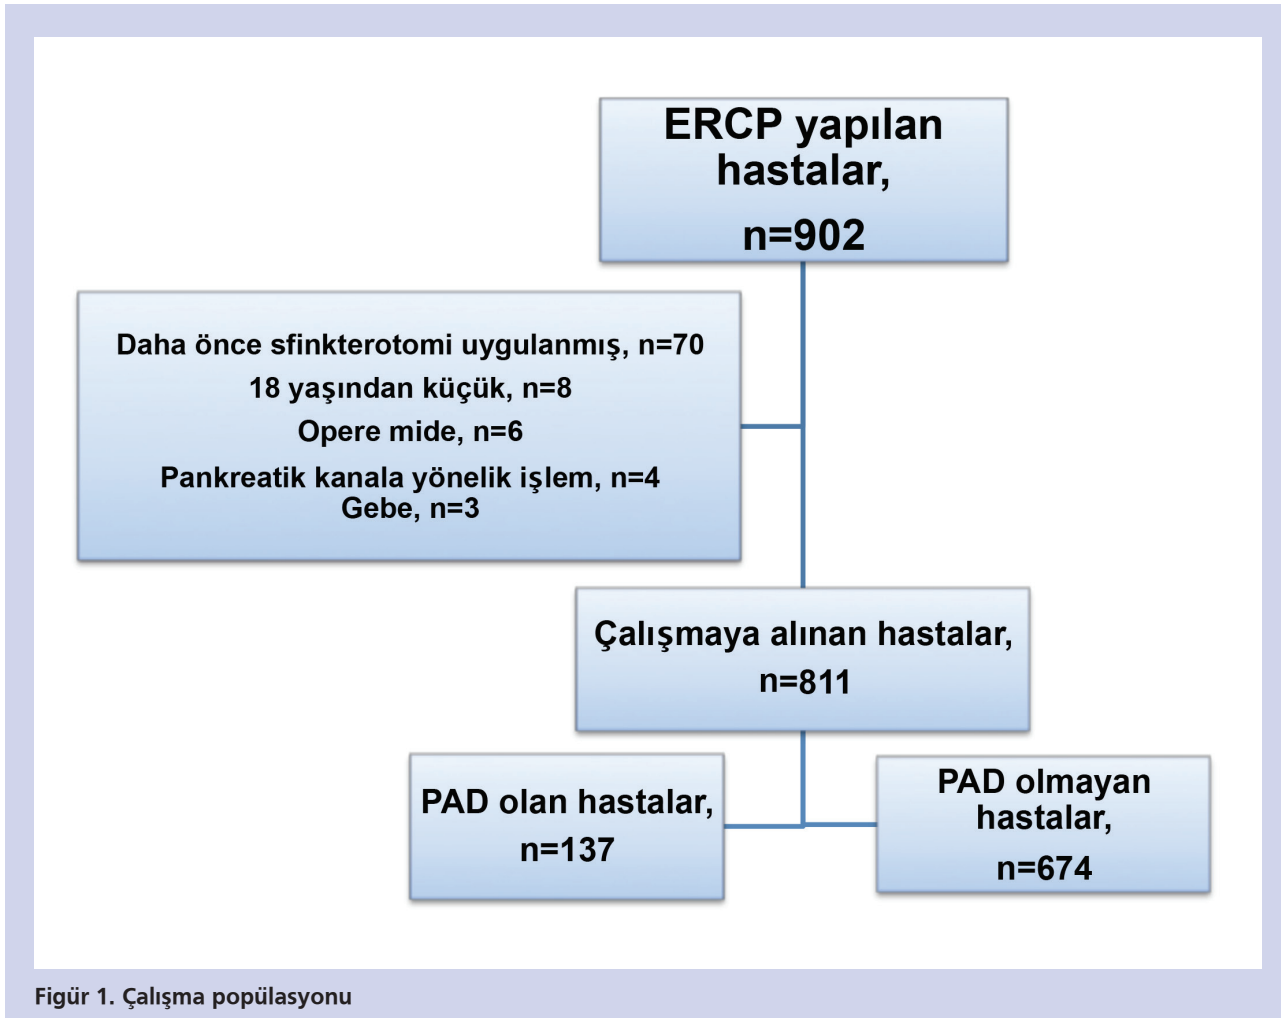 ERCP yapılan
hastalar,
n=902
Daha önce sfinkterotomi uygulanmış, n=70
18 yaşından küçük, n=8
Opere mide, n=6
Pankreatik kanala yönelik işlem, n=4
Gebe, n=3
Çalışmaya alınan hastalar,
n=811
PAD olan hastalar,
n=137
PAD olmayan
hastalar,
n=674
Figür 1. Çalışma popülasyonu